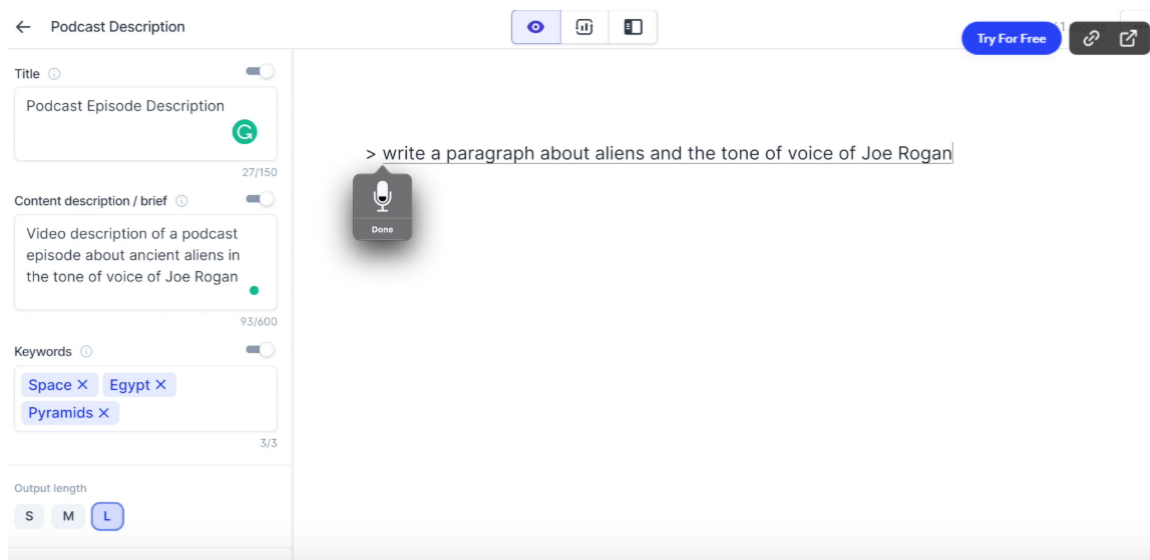 Podcast Description
Try For Free
Title
Podcast Episode Description
27/150
> write a paragraph about aliens and the tone of voice of Joe Rogan
Done
Content description / brief
Video description of a podcast
episode about ancient aliens in
the tone of voice of Joe Rogan
93/600
Keywords
Space Egypt
Pyramids
3/3
Output length
S M L